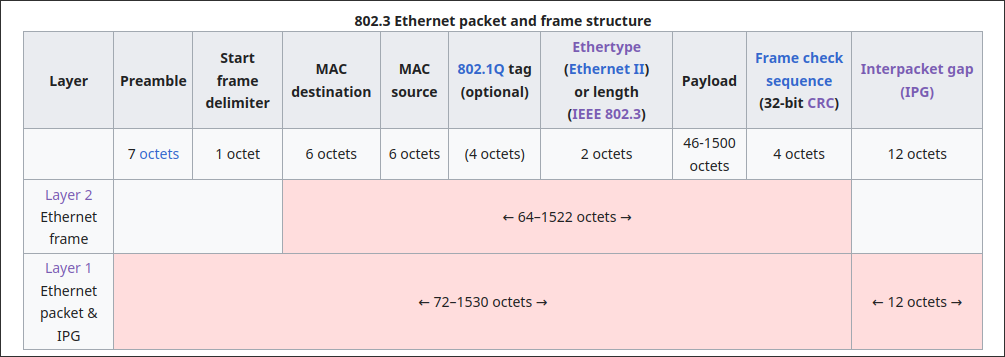 802.3 Ethernet packet and frame structure
Layer
Preamble
Start
frame
delimiter
MAC
destination
MAC
source
802.1Q tag
(optional)
Ethertype
(Ethernet II)
or length
(IEEE 802.3)
Payload
Frame check
sequence
(32-bit CRC)
Interpacket gap
(IPG)
7 octets
1 octet
6 octets
6 octets
(4 octets)
2 octets
46-1500
octets
4 octets
12 octets
Layer 2
Ethernet
frame
← 64–1522 octets →
Layer 1
Ethernet
packet &
IPG
← 72–1530 octets →
← 12 octets →